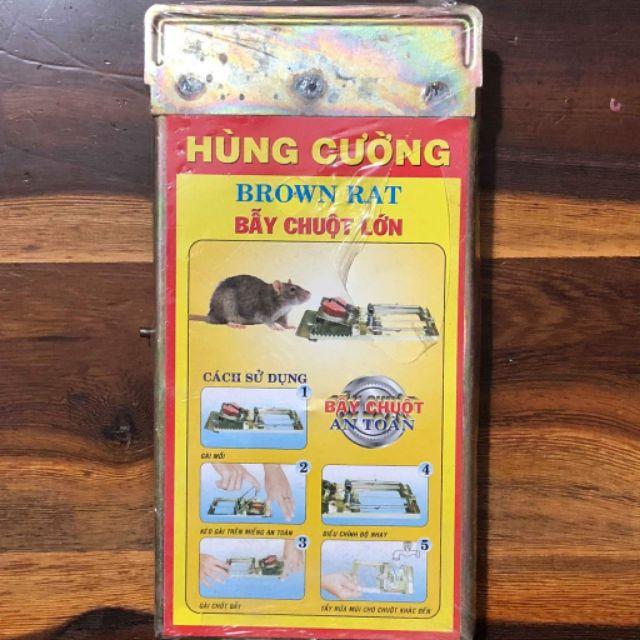 HÙNG CƯỜNG
BROWN RAT
BẪY CHUỘT LỚN
CÁCH SỬ DỤNG
BẪY CHUỘT
AN TOÀN
1
GÀI MỒI
2
KÉO GÀI TRÊN MIẾNG AN TOÀN
3
GÀI CHỐT BẨY
4
ĐIỀU CHỈNH ĐỘ NHẠY
5
TẨY RỬA MÙI CHO CHUỘT KHÁC ĐẾN